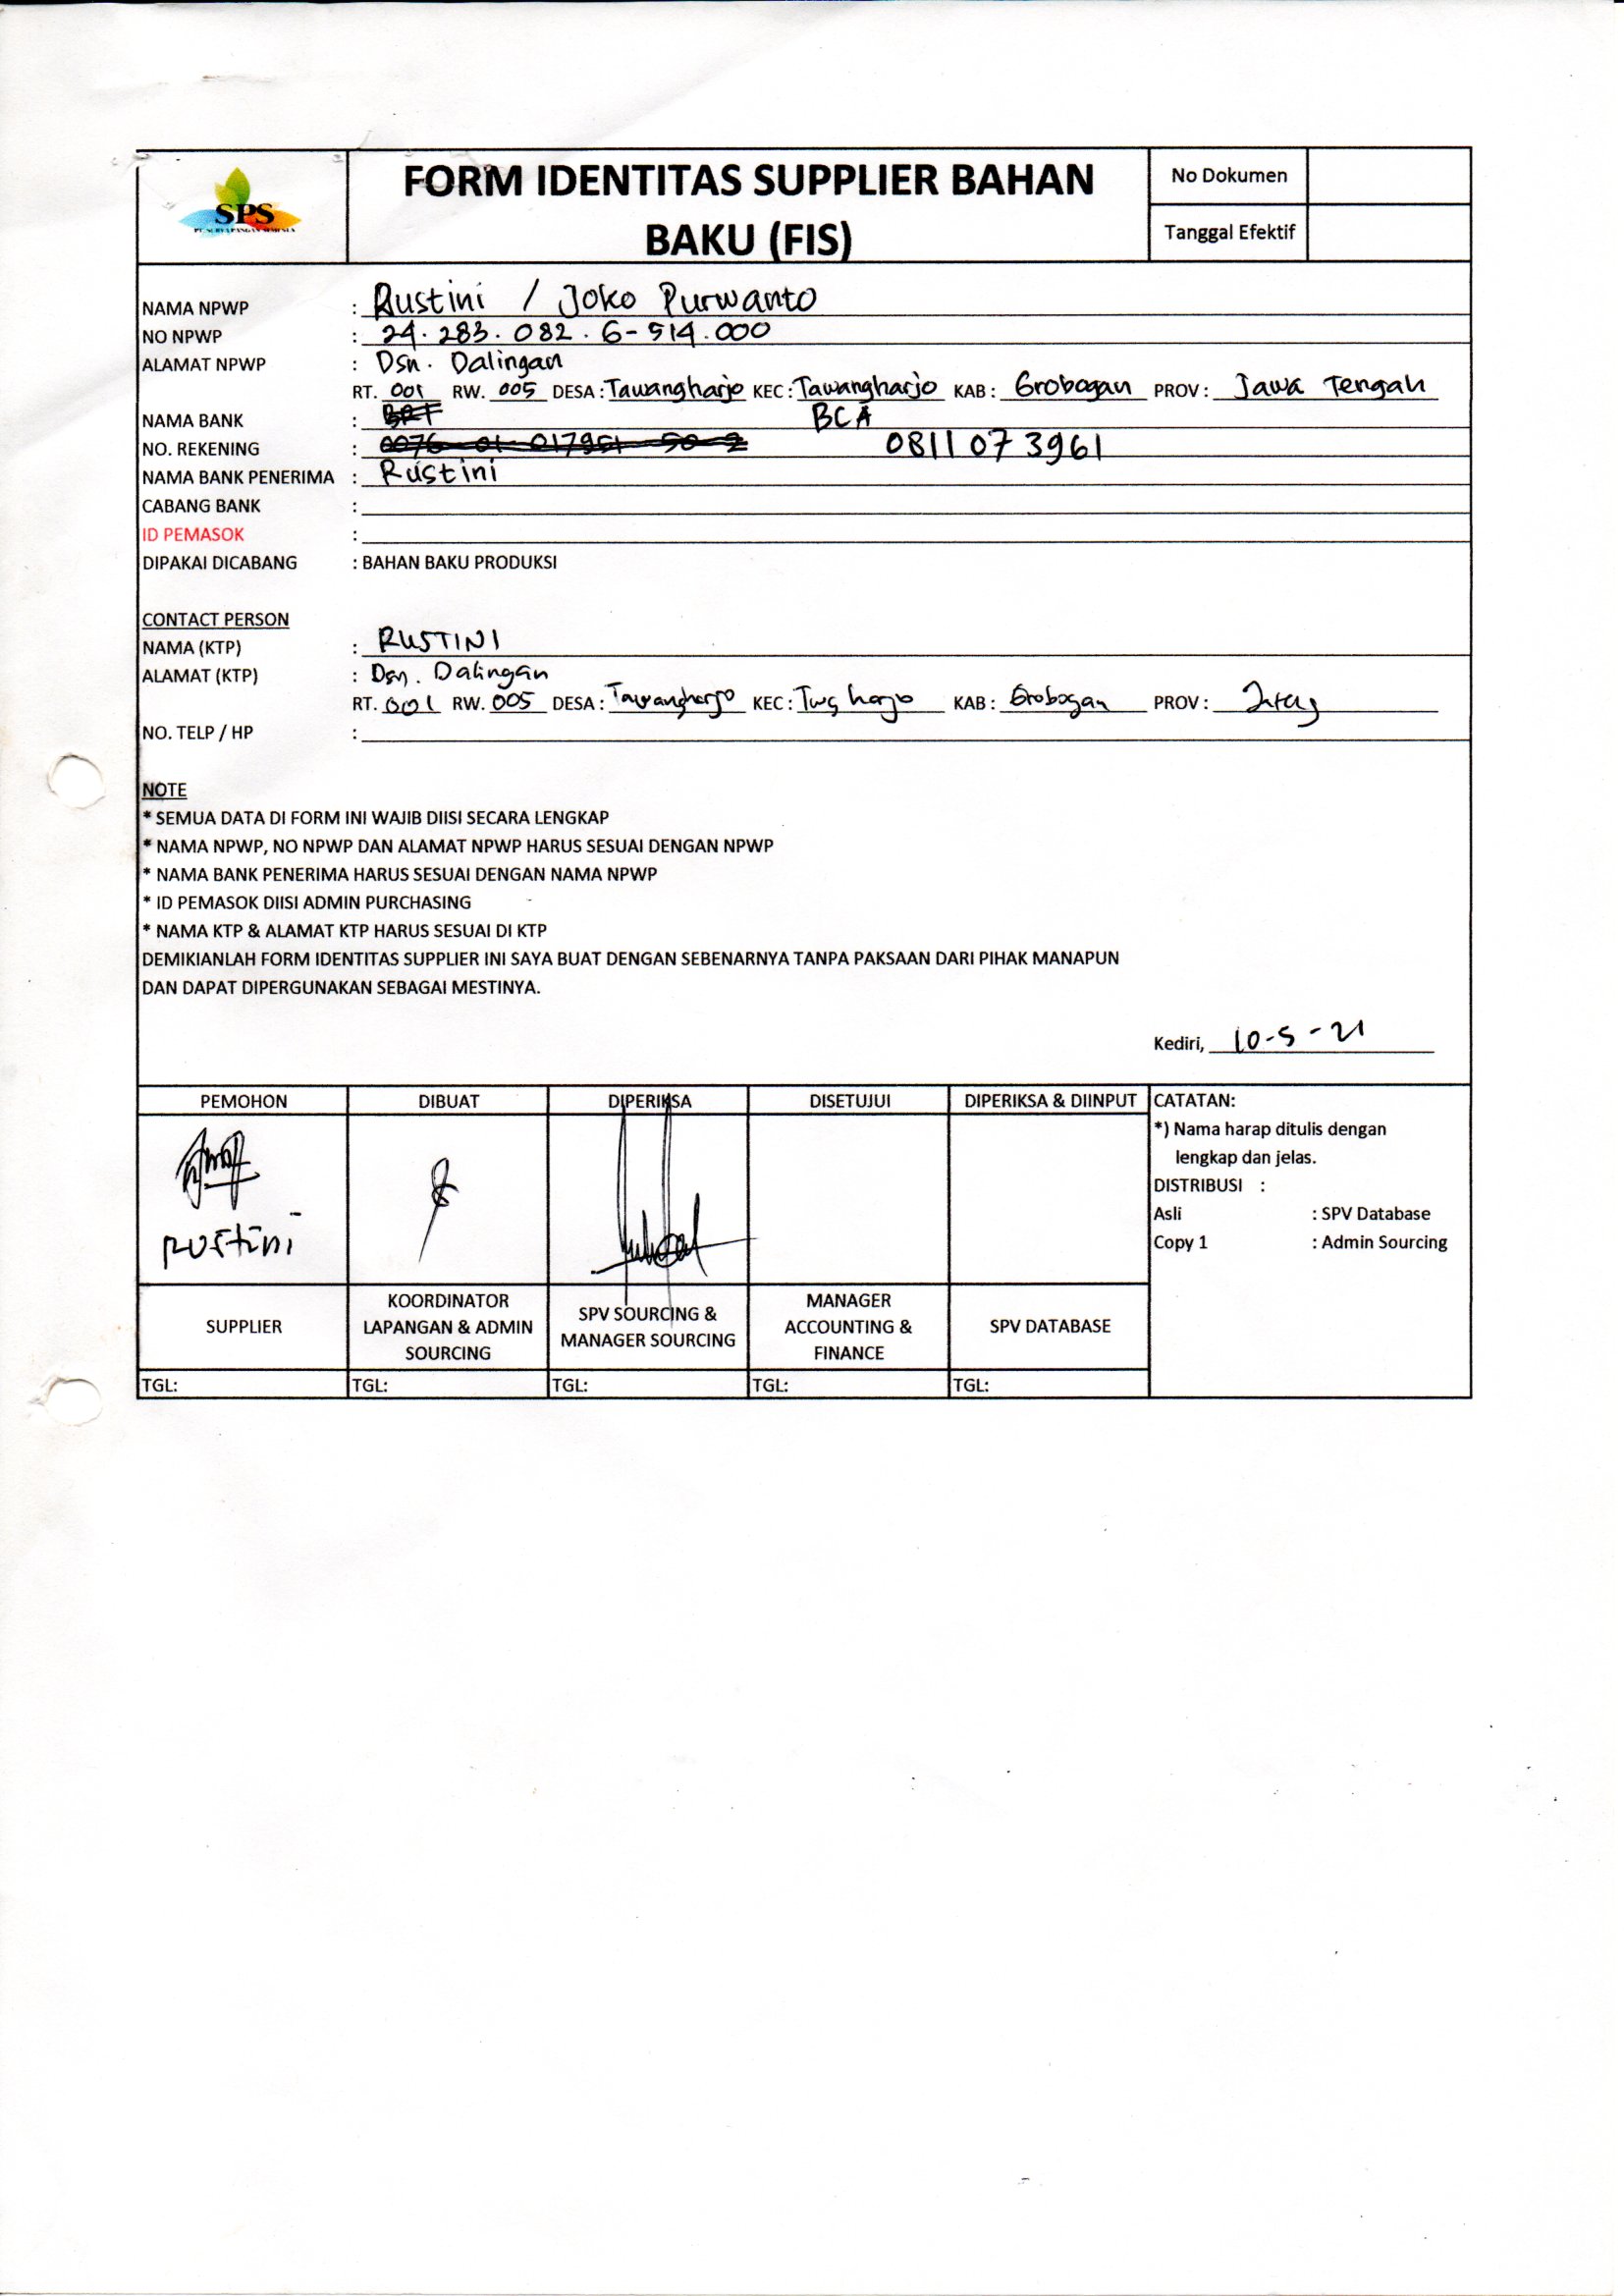 SPS
PT. SURYA PANGAN SEMESTA
FORM IDENTITAS SUPPLIER BAHAN
BAKU (FIS)
No Dokumen
Tanggal Efektif
NAMA NPWP : Rustini / Joko Purwanto
NO NPWP : 24.283.082.6-514.000
ALAMAT NPWP : Dsn. Dalingan
RT. 001 RW. 005 DESA : Tawangharjo KEC : Tawangharjo KAB : Grobogan PROV : Jawa Tengah
NAMA BANK : BRI BCA
NO. REKENING : 0811073961
NAMA BANK PENERIMA : Rustini
CABANG BANK :
ID PEMASOK :
DIPAKAI DICABANG : BAHAN BAKU PRODUKSI
CONTACT PERSON
NAMA (KTP) : RUSTINI
ALAMAT (KTP) : Dsn. Dalingan
RT. 001 RW. 005 DESA : Tawangharjo KEC : Twg harjo KAB : Grobogan PROV : Jateng
NO. TELP / HP :
NOTE
* SEMUA DATA DI FORM INI WAJIB DIISI SECARA LENGKAP
* NAMA NPWP, NO NPWP DAN ALAMAT NPWP HARUS SESUAI DENGAN NPWP
* NAMA BANK PENERIMA HARUS SESUAI DENGAN NAMA NPWP
* ID PEMASOK DIISI ADMIN PURCHASING
* NAMA KTP & ALAMAT KTP HARUS SESUAI DI KTP
DEMIKIANLAH FORM IDENTITAS SUPPLIER INI SAYA BUAT DENGAN SEBENARNYA TANPA PAKSAAN DARI PIHAK MANAPUN
DAN DAPAT DIPERGUNAKAN SEBAGAI MESTINYA.
Kediri, 10-5-21
PEMOHON DIBUAT DIPERIKSA DISETUJUI DIPERIKSA & DIINPUT
rustini
SUPPLIER
KOORDINATOR
LAPANGAN & ADMIN
SOURCING
SPV SOURCING &
MANAGER SOURCING
MANAGER
ACCOUNTING &
FINANCE
SPV DATABASE
TGL: TGL: TGL: TGL: TGL:
CATATAN:
*) Nama harap ditulis dengan
lengkap dan jelas.
DISTRIBUSI :
Asli : SPV Database
Copy 1 : Admin Sourcing